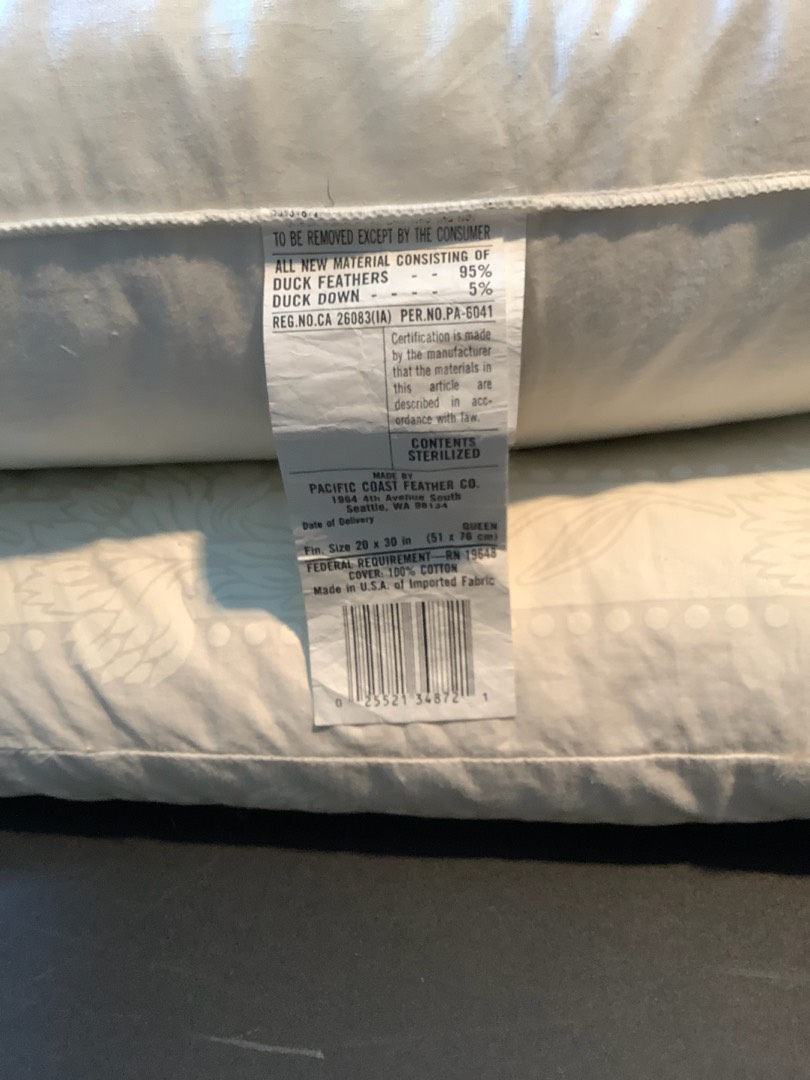 TO BE REMOVED EXCEPT BY THE CONSUMER
ALL NEW MATERIAL CONSISTING OF
DUCK FEATHERS - - 95%
DUCK DOWN - - - - 5%
REG.NO.CA 26083(IA) PER.NO.PA-6041
Certification is made
by the manufacturer
that the materials in
this article are
described in acc-
ordance with law.
CONTENTS
STERILIZED
MADE BY
PACIFIC COAST FEATHER CO.
1964 4th Avenue South
Seattle, WA 98134
Date of Delivery
QUEEN
Fin. Size 20 x 30 in (51 x 76 cm)
FEDERAL REQUIREMENT—RN 19648
COVER: 100% COTTON
Made in U.S.A. of Imported Fabric
0 25521 34872 1